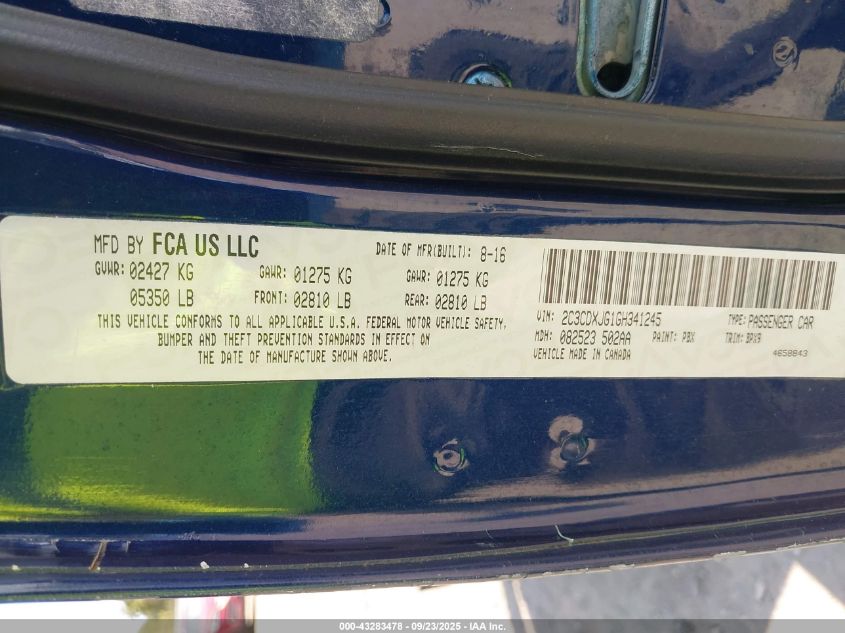 MFD BY FCA US LLC DATE OF MFR(BUILT): 8-16
GVWR: 02427 KG GAWR: 01275 KG GAWR: 01275 KG
05350 LB FRONT: 02810 LB REAR: 02810 LB
THIS VEHICLE CONFORMS TO ALL APPLICABLE U.S.A. FEDERAL MOTOR VEHICLE SAFETY,
BUMPER AND THEFT PREVENTION STANDARDS IN EFFECT ON
THE DATE OF MANUFACTURE SHOWN ABOVE.
VIN: 2C3CDXJG1GH341245 TYPE: PASSENGER CAR
MDH: 082523 502AA PAINT: PBX TRIM: BPX9
VEHICLE MADE IN CANADA 4658843
000-43283478 - 09/23/2025 - IAA Inc.